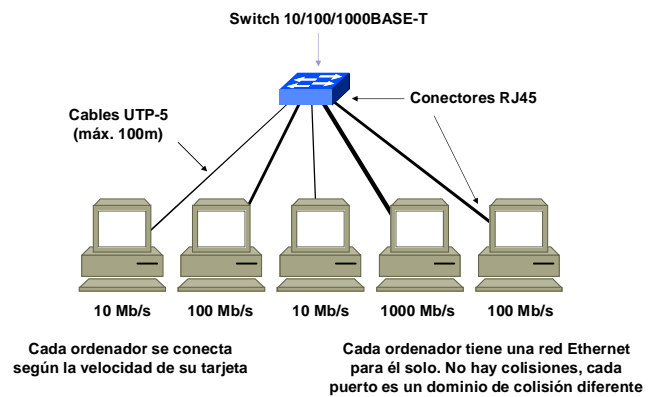 Switch 10/100/1000BASE-T
Cables UTP-5
(máx. 100m)
Conectores RJ45
10 Mb/s
100 Mb/s
10 Mb/s
1000 Mb/s
100 Mb/s
Cada ordenador se conecta
según la velocidad de su tarjeta
Cada ordenador tiene una red Ethernet
para él solo. No hay colisiones, cada
puerto es un dominio de colisión diferente